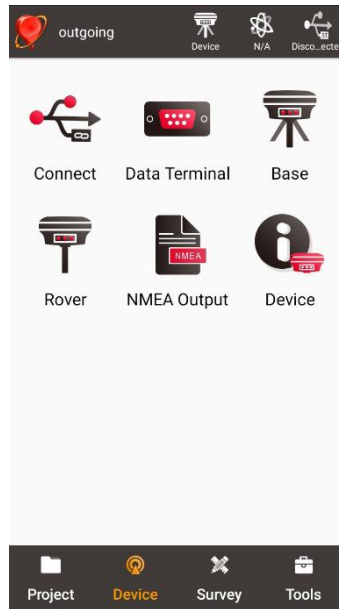 outgoing
Device N/A Disco...ecte
Connect Data Terminal Base
NMEA
Rover NMEA Output Device
Project Device Survey Tools